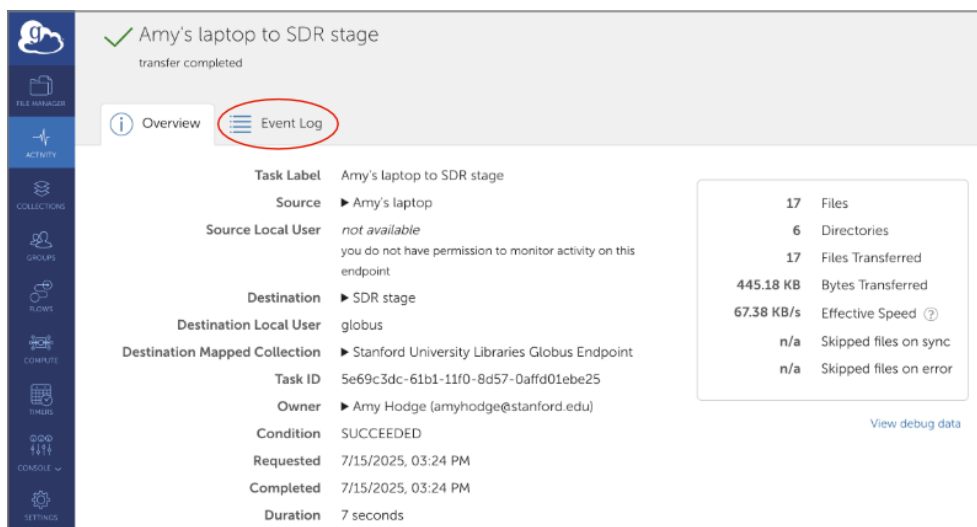 Amy's laptop to SDR stage
transfer completed
FILE MANAGER
ACTIVITY
COLLECTIONS
GROUPS
FLOWS
COMPUTE
TIMERS
CONSOLE
SETTINGS
Overview
Event Log
Task Label Amy's laptop to SDR stage
Source Amy's laptop
Source Local User not available
you do not have permission to monitor activity on this
endpoint
Destination SDR stage
Destination Local User globus
Destination Mapped Collection Stanford University Libraries Globus Endpoint
Task ID 5e69c3dc-61b1-11f0-8d57-0affd01ebe25
Owner Amy Hodge (amyhodge@stanford.edu)
Condition SUCCEEDED
Requested 7/15/2025, 03:24 PM
Completed 7/15/2025, 03:24 PM
Duration 7 seconds
17 Files
6 Directories
17 Files Transferred
445.18 KB Bytes Transferred
67.38 KB/s Effective Speed ?
n/a Skipped files on sync
n/a Skipped files on error
View debug data